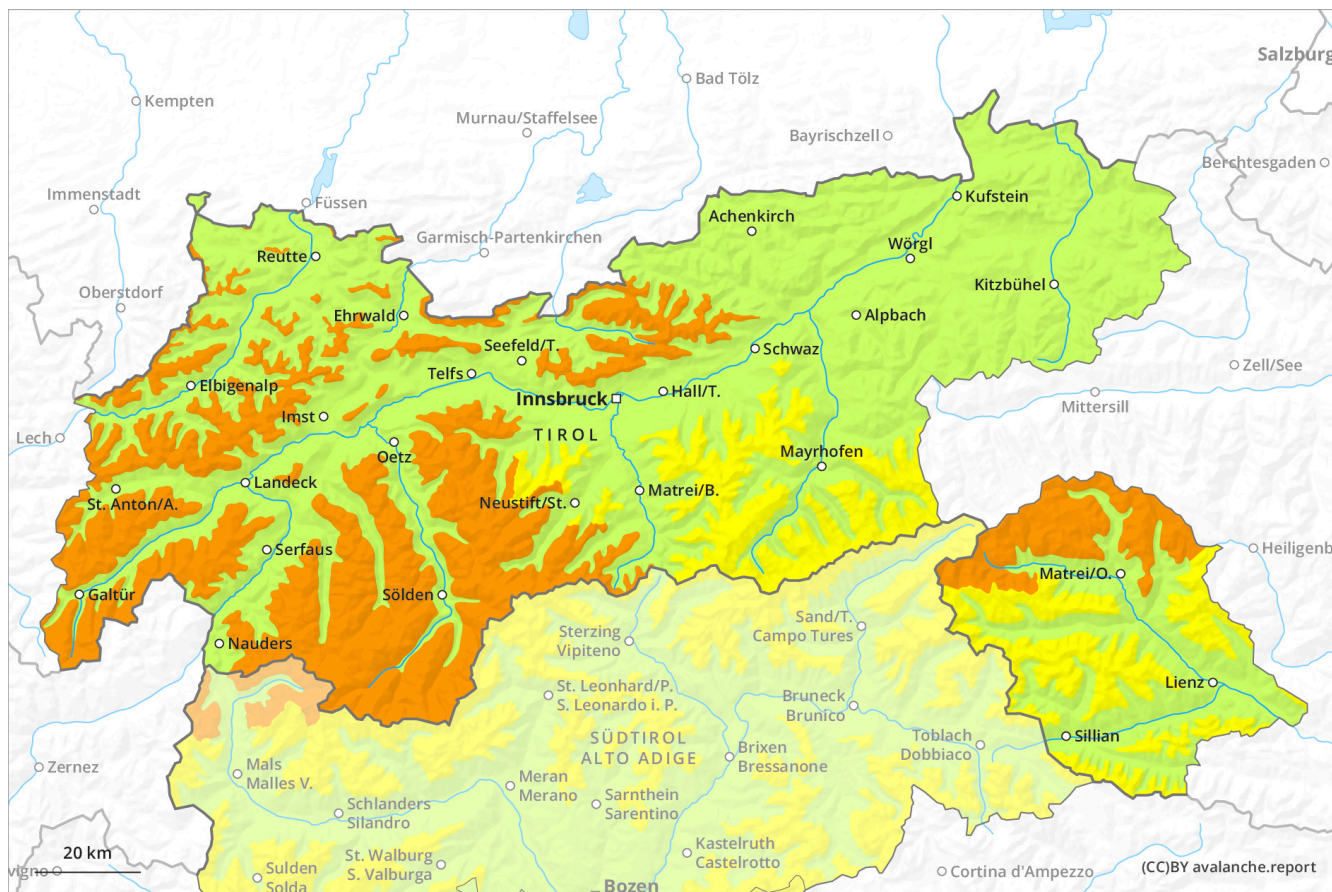 Salzburg
Bad Tölz
Kempten
Murnau/Staffelsee
Bayrischzell
Berchtesgaden
Immenstadt
Füssen
Kufstein
Achenkirch
Garmisch-Partenkirchen
Wörgl
Reutte
Kitzbühel
Oberstdorf
Ehrwald
Alpbach
Seefeld/T.
Schwaz
Zell/See
Telfs
Elbigenalp
Hall/T.
Innsbruck
Mittersill
Imst
Lech
TIROL
Oetz
Mayrhofen
Landeck
Matrei/B.
St. Anton/A.
Neustift/St.
Serfaus
Heiligenb
Matrei/O.
Galtür
Sölden
Sand/T.
Campo Tures
Sterzing
Vipiteno
Nauders
Lienz
St. Leonhard/P.
S. Leonardo i. P.
Bruneck
Brunico
SÜDTIROL
ALTO ADIGE
Toblach
Dobbiaco
Sillian
Brixen
Bressanone
Zernez
Mals
Malles V.
Meran
Merano
Sarnthein
Sarentino
Schlanders
Silandro
20 km
Kastelruth
Castelrotto
St. Walburg
S. Valburga
vigno
Sulden
Solda
Cortina d'Ampezzo
(CC)BY avalanche.report
Bozen